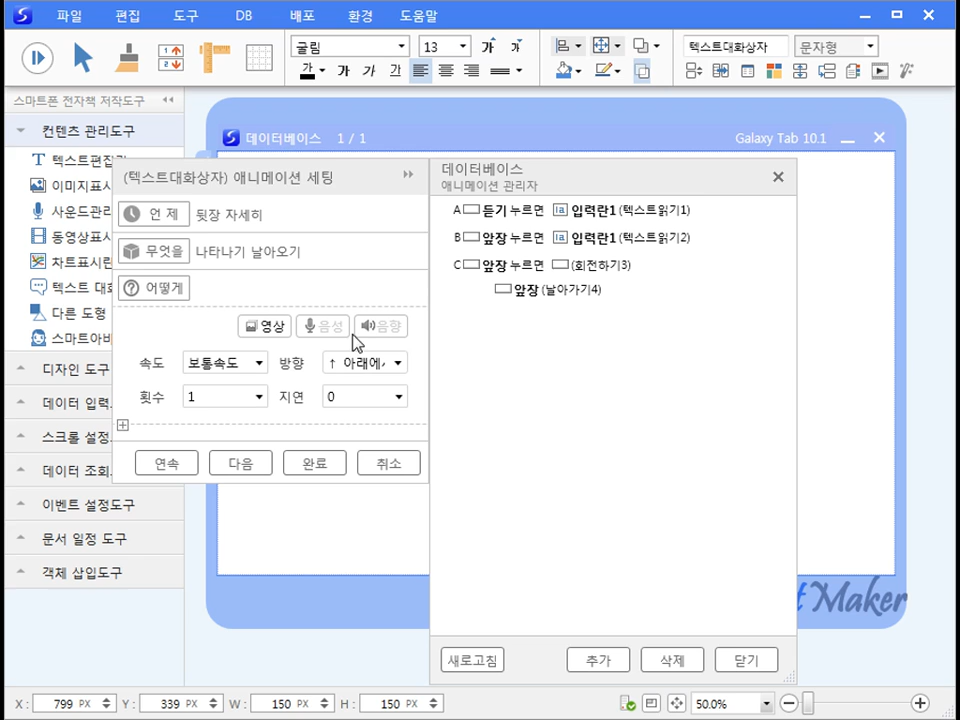 파일 편집 도구 DB 배포 환경 도움말
굴림 13 가 가 텍스트대화상자 문자형
가 가 가 가
스마트폰 전자책 저작도구
컨텐츠 관리도구
텍스트편집
이미지표시
사운드관리
동영상표시
차트표시
텍스트 대
다른 도형
스마트아
디자인 도구
데이터 입력
스크롤 설정
데이터 조회
이벤트 설정도구
문서 일정 도구
객체 삽입도구
데이터베이스 1 / 1 Galaxy Tab 10.1
(텍스트대화상자) 애니메이션 세팅
언 제 뒷장 자세히
무엇을 나타나기 날아오기
어떻게
영상 음성 음향
속도 보통속도 방향 ↑ 아래에
횟수 1 지연 0
연속 다음 완료 취소
데이터베이스
애니메이션 관리자
A 듣기 누르면 Ia 입력란1 (텍스트읽기1)
B 앞장 누르면 Ia 입력란1 (텍스트읽기2)
C 앞장 누르면 (회전하기3)
앞장 (날아가기4)
새로고침 추가 삭제 닫기
Maker
X : 799 PX Y : 339 PX W : 150 PX H : 150 PX 50.0%